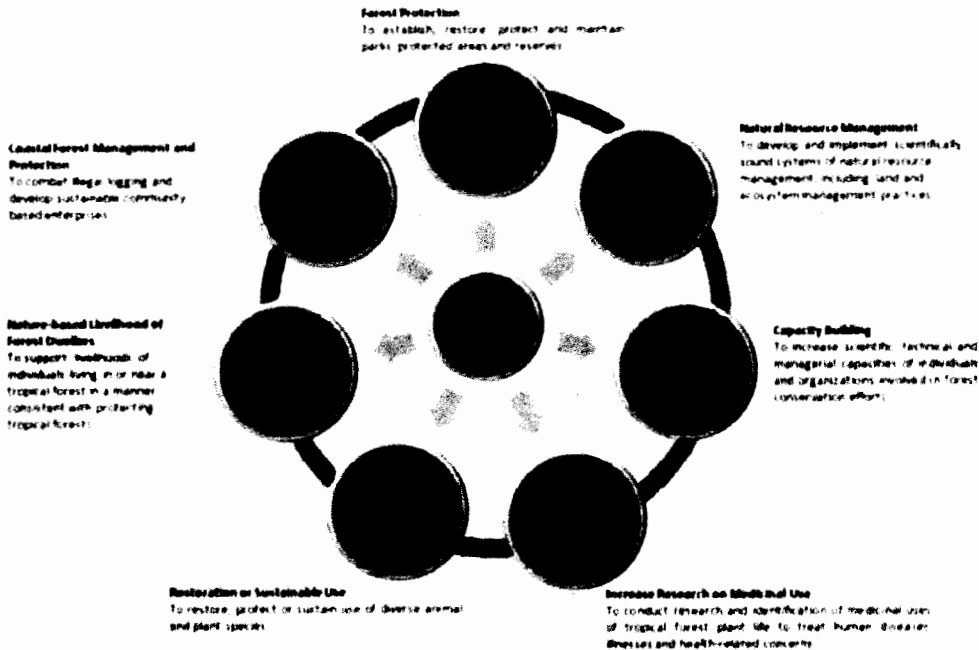 Forest Protection
To establish, restore, protect and maintain
parks, protected areas and reserves
Natural Resource Management
To develop and implement scientifically
sound systems of natural resource
management, including land and
ecosystem management practices
Capacity Building
To increase scientific, technical and
managerial capacities of individuals
and organizations involved in forest
conservation efforts
Increase Research on Medicinal Use
To conduct research and identification of medicinal uses
of tropical forest plant life to treat human diseases,
illnesses and health-related concerns
Restoration or Sustainable Use
To restore, protect or sustain use of diverse animal
and plant species
Nature-based Livelihood of
Forest Dwellers
To support livelihoods of
individuals living in or near a
tropical forest in a manner
consistent with protecting
tropical forests
Coastal Forest Management and
Protection
To combat illegal logging and
develop sustainable community
based enterprises